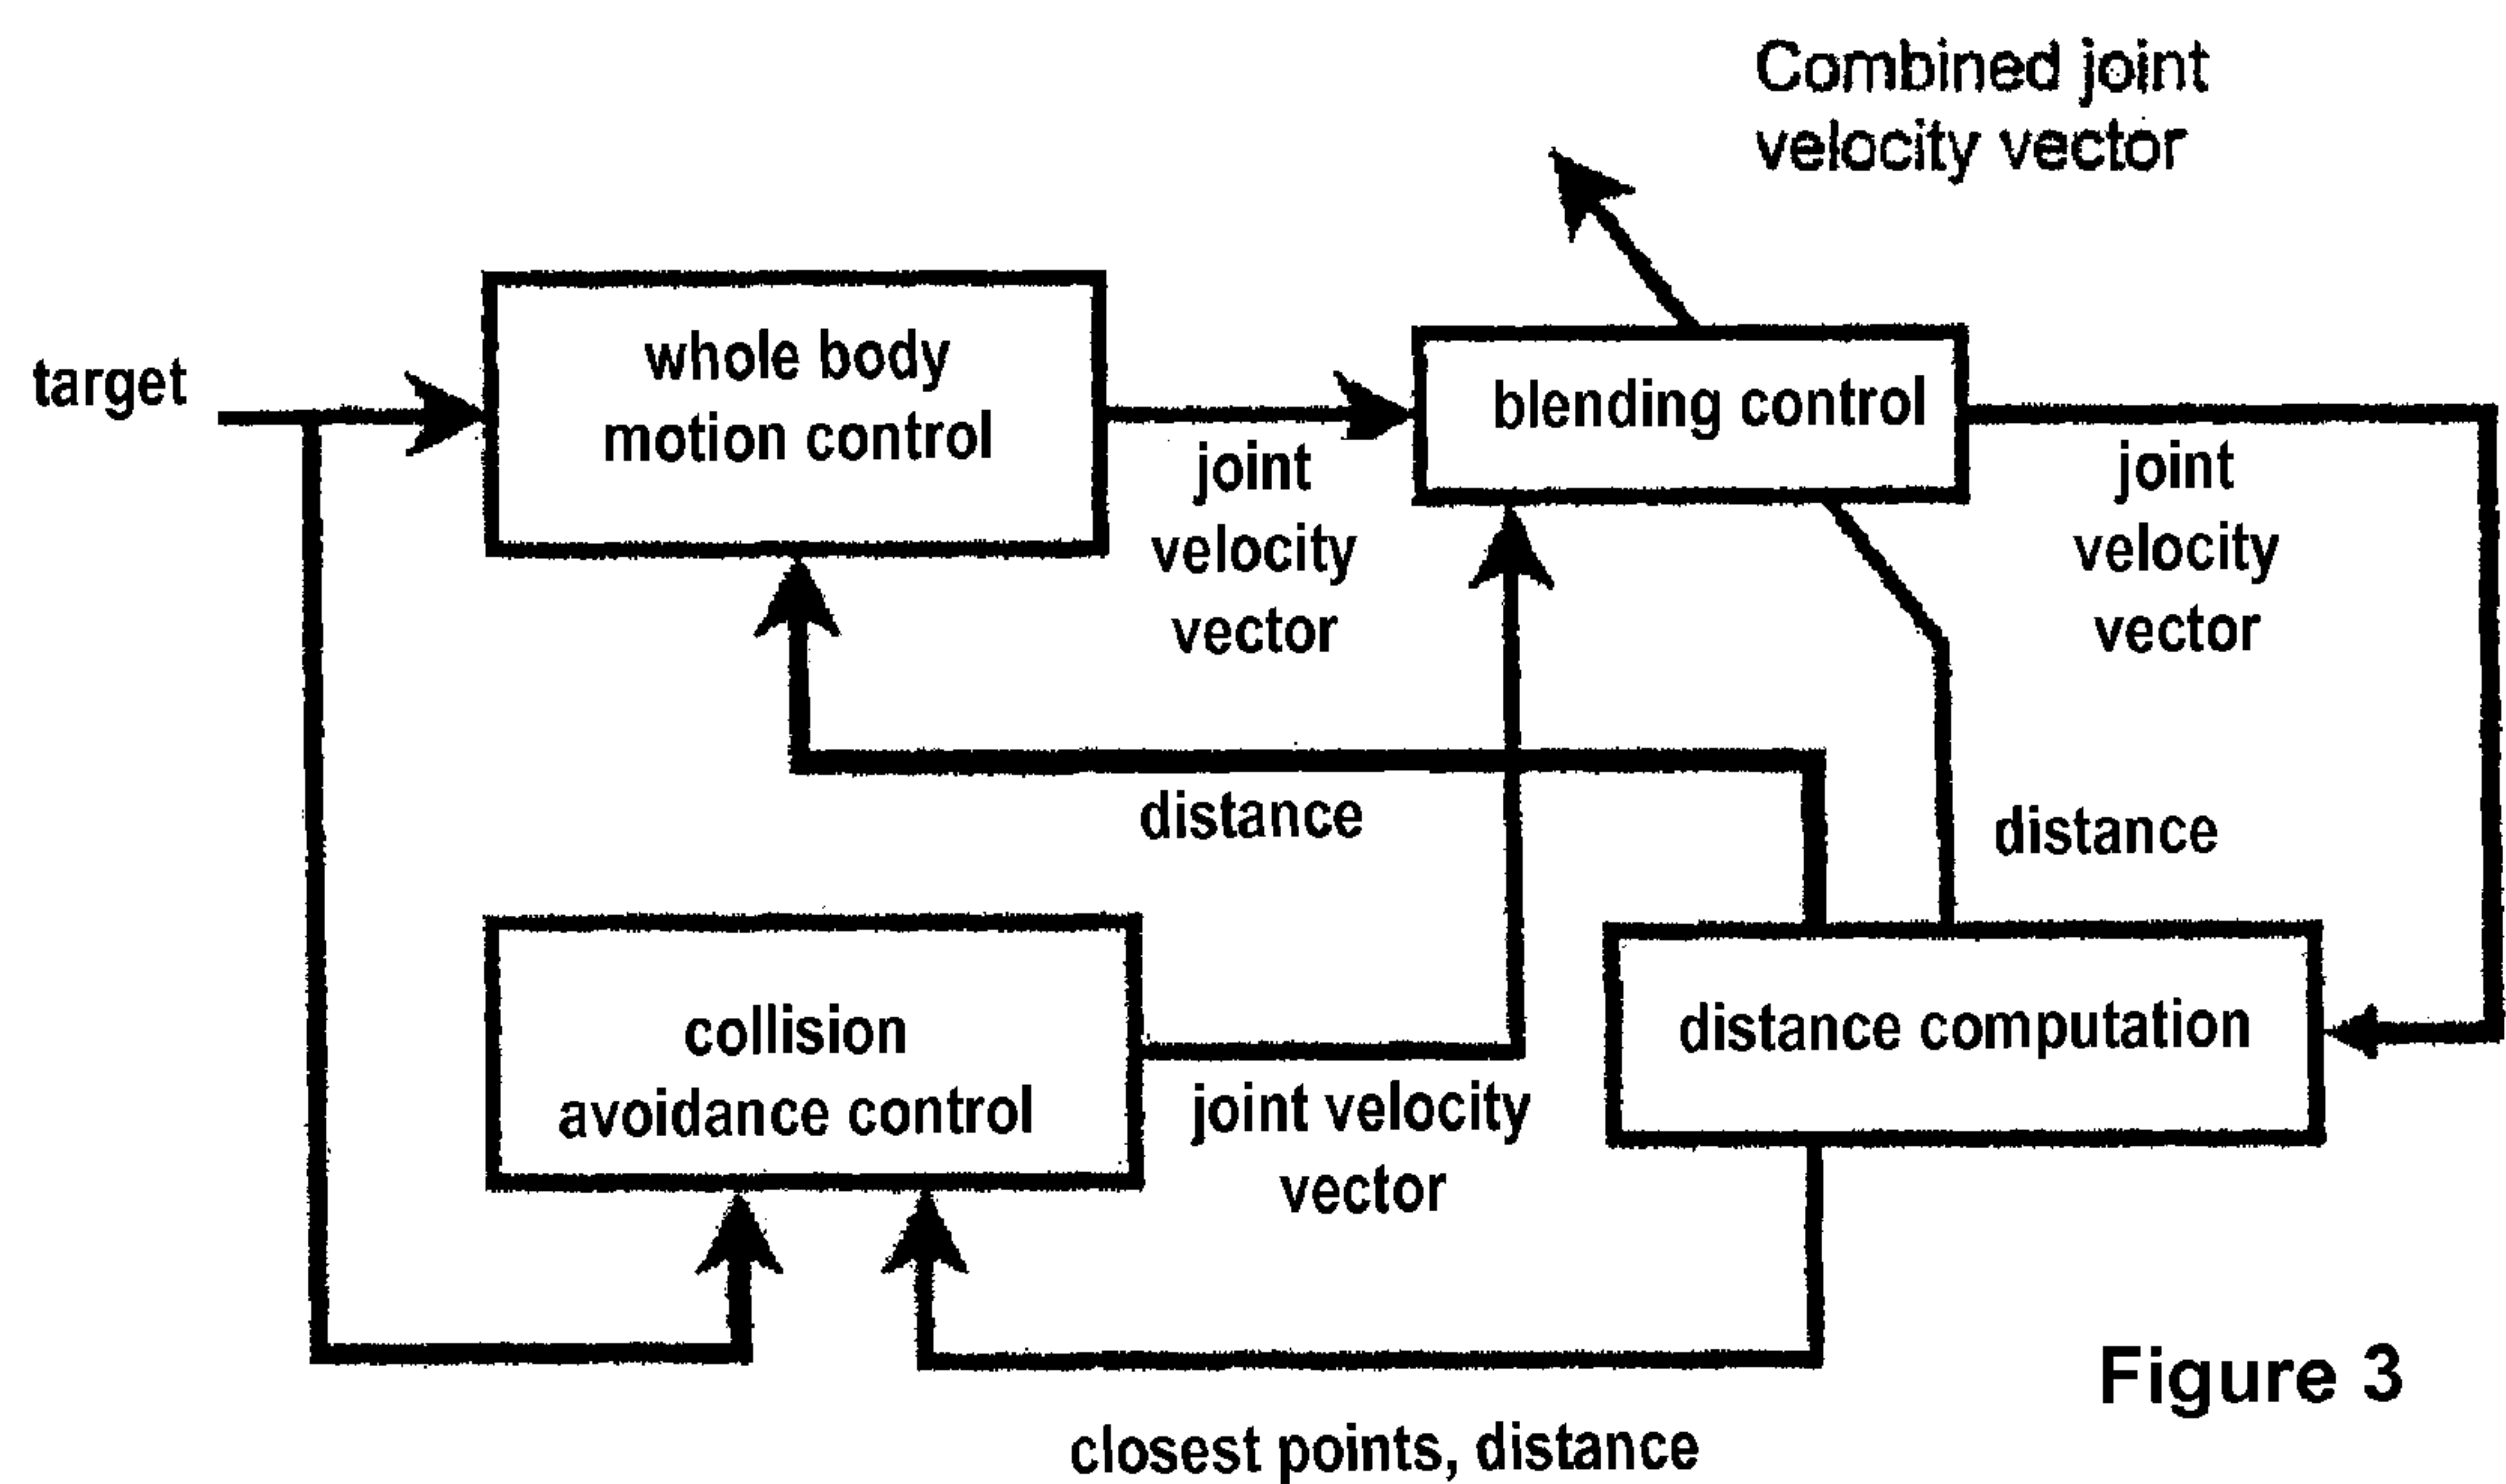 Combined joint
velocity vector
target
whole body
motion control
joint
velocity
vector
blending control
joint
velocity
vector
distance
distance
collision
avoidance control
joint velocity
vector
distance computation
closest points, distance
Figure 3